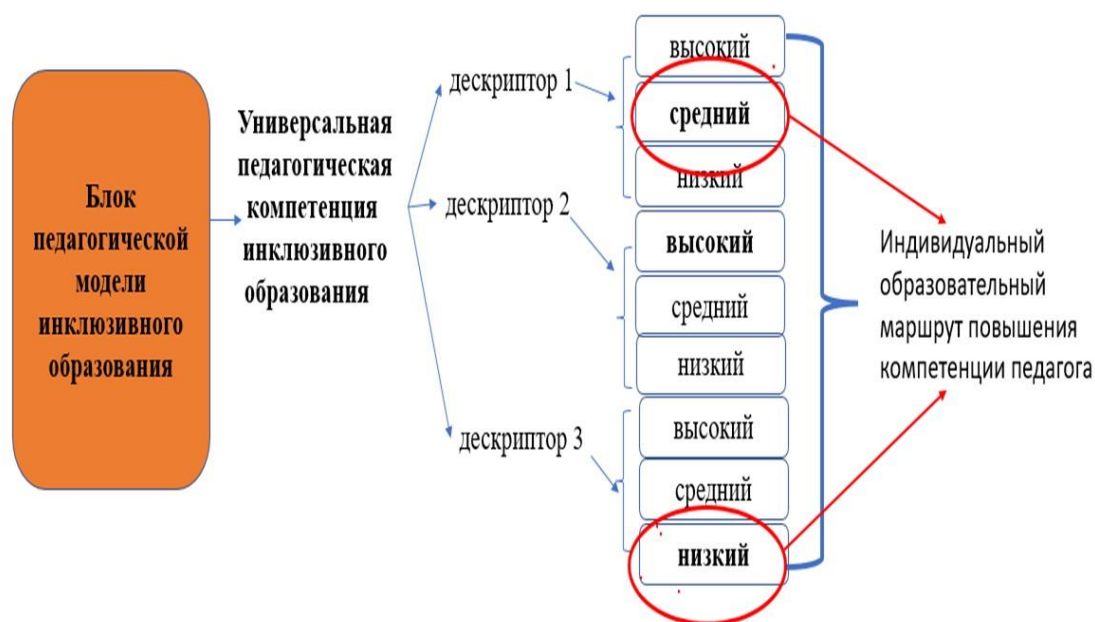 Блок
педагогической
модели
инклюзивного
образования
Универсальная
педагогическая
компетенция
инклюзивного
образования
дескриптор 1
дескриптор 2
дескриптор 3
высокий
средний
низкий
высокий
средний
низкий
высокий
средний
низкий
Индивидуальный
образовательный
маршрут повышения
компетенции педагога